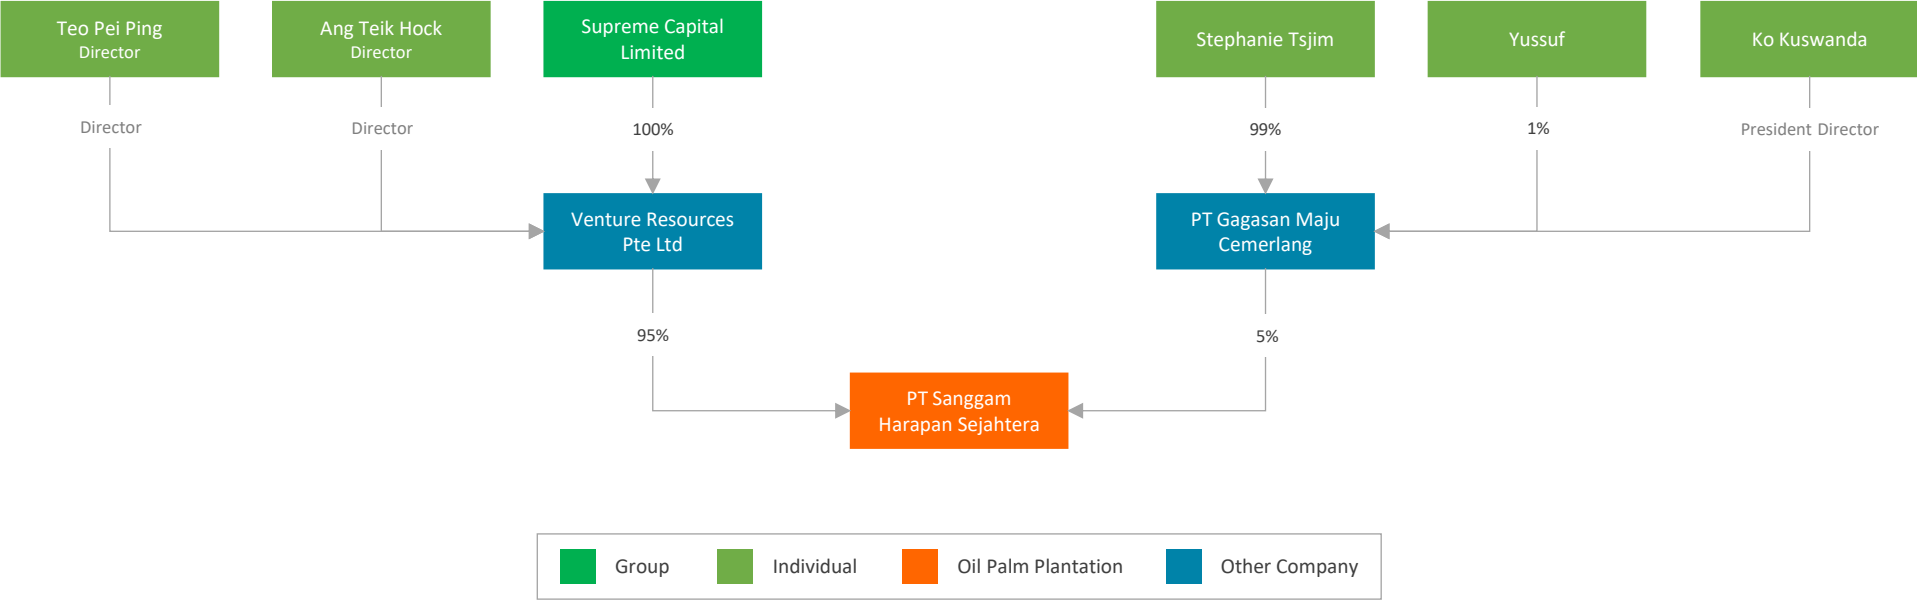 Teo Pei Ping
Director
Ang Teik Hock
Director
Supreme Capital
Limited
Stephanie Tsjim
Yussuf
Ko Kuswanda
Director
Director
100%
99%
1%
President Director
Venture Resources
Pte Ltd
PT Gagasan Maju
Cemerlang
95%
5%
PT Sanggam
Harapan Sejahtera
Group
Individual
Oil Palm Plantation
Other Company